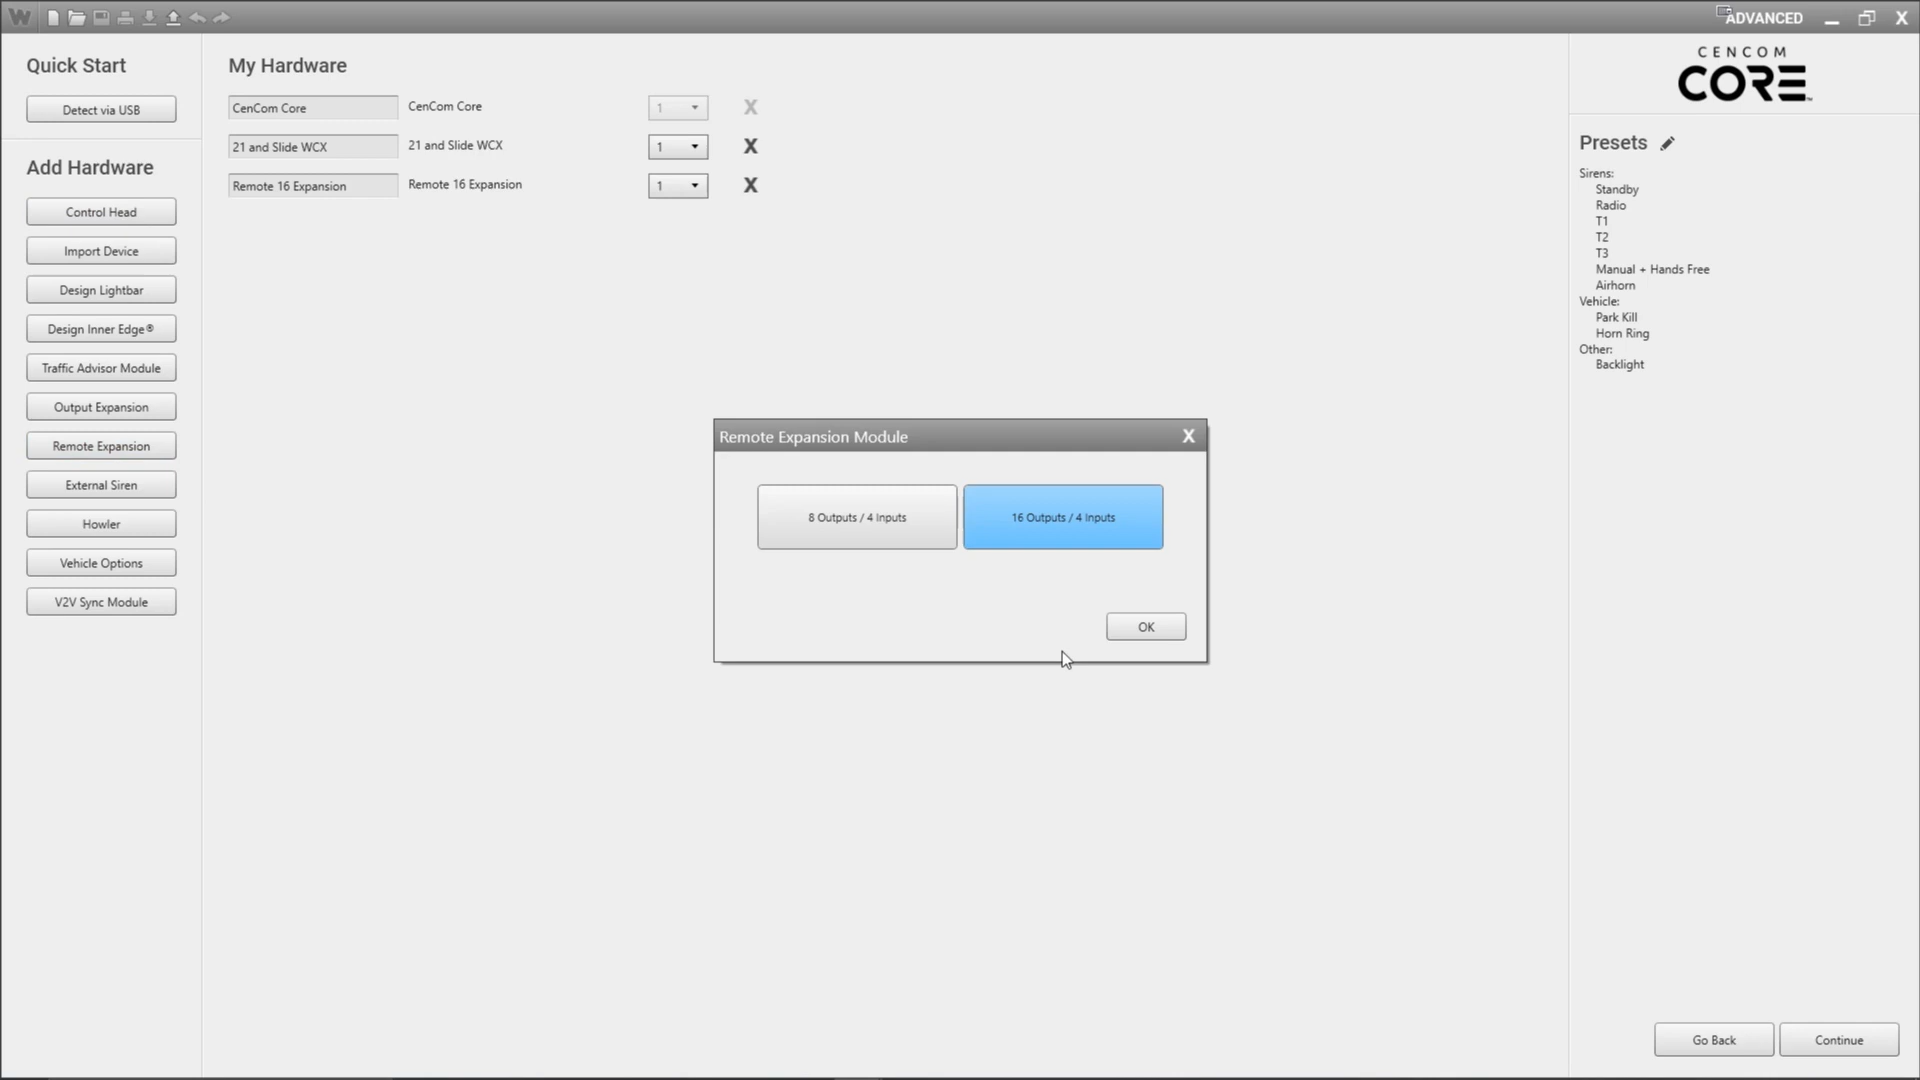 W
ADVANCED
X
Quick Start
Detect via USB
Add Hardware
Control Head
Import Device
Design Lightbar
Design Inner Edge®
Traffic Advisor Module
Output Expansion
Remote Expansion
External Siren
Howler
Vehicle Options
V2V Sync Module
My Hardware
CenCom Core CenCom Core 1 X
21 and Slide WCX 21 and Slide WCX 1 X
Remote 16 Expansion Remote 16 Expansion 1 X
Remote Expansion Module X
8 Outputs / 4 Inputs 16 Outputs / 4 Inputs
OK
CENCOM
CORE™
Presets
Sirens:
Standby
Radio
T1
T2
T3
Manual + Hands Free
Airhorn
Vehicle:
Park Kill
Horn Ring
Other:
Backlight
Go Back Continue